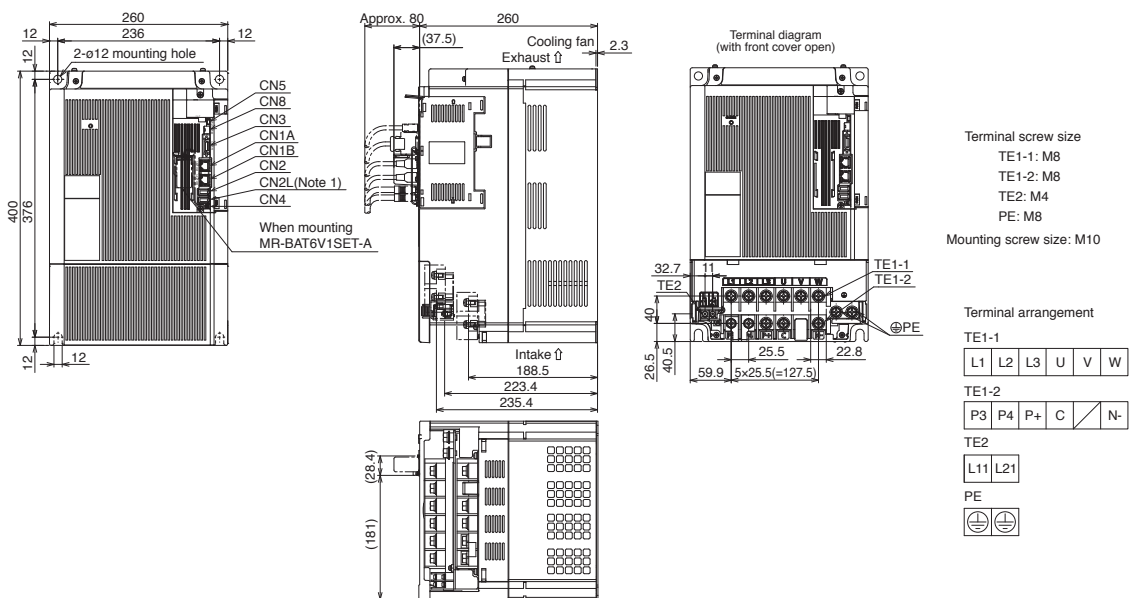 260
12
236
12
12
2-ø12 mounting hole
400
376
12
12
CN5
CN8
CN3
CN1A
CN1B
CN2
CN2L(Note 1)
CN4
When mounting
MR-BAT6V1SET-A
Approx. 80
260
(37.5)
Cooling fan
Exhaust ⇧
2.3
Intake ⇧
188.5
223.4
235.4
(28.4)
(181)
Terminal diagram
(with front cover open)
32.7
11
TE2
L1 L2 L3 U V W
TE1-1
TE1-2
PE
40
26.5
40.5
25.5
22.8
59.9
5×25.5(=127.5)
Terminal screw size
TE1-1: M8
TE1-2: M8
TE2: M4
PE: M8
Mounting screw size: M10
Terminal arrangement
TE1-1
L1 L2 L3 U V W
TE1-2
P3 P4 P+ C N-
TE2
L11 L21
PE